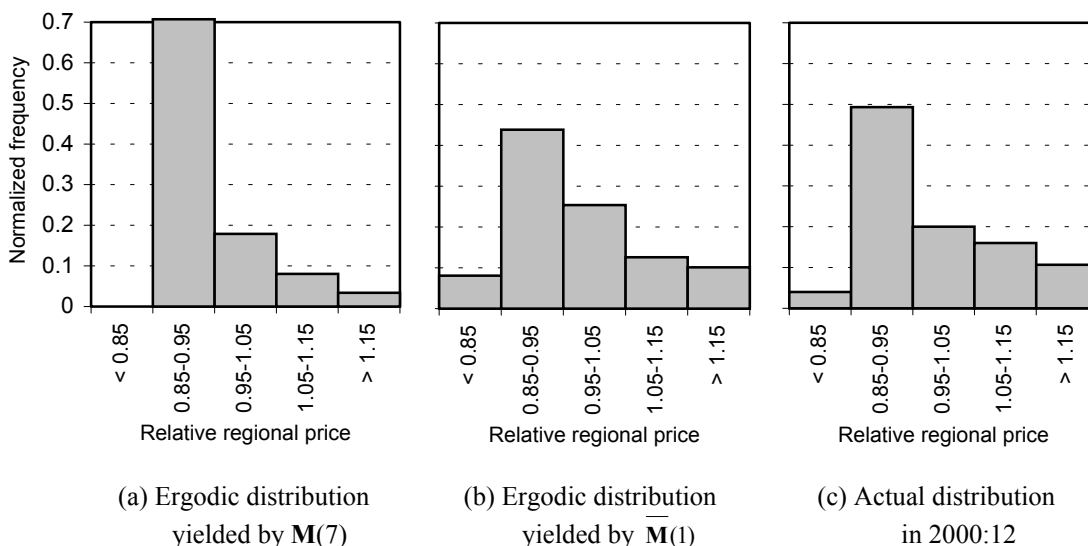 0.7
0.6
0.5
0.4
0.3
0.2
0.1
0
Normalized frequency
< 0.85
0.85-0.95
0.95-1.05
1.05-1.15
> 1.15
Relative regional price
(a) Ergodic distribution
yielded by M(7)
< 0.85
0.85-0.95
0.95-1.05
1.05-1.15
> 1.15
Relative regional price
(b) Ergodic distribution
yielded by M̅(1)
< 0.85
0.85-0.95
0.95-1.05
1.05-1.15
> 1.15
Relative regional price
(c) Actual distribution
in 2000:12